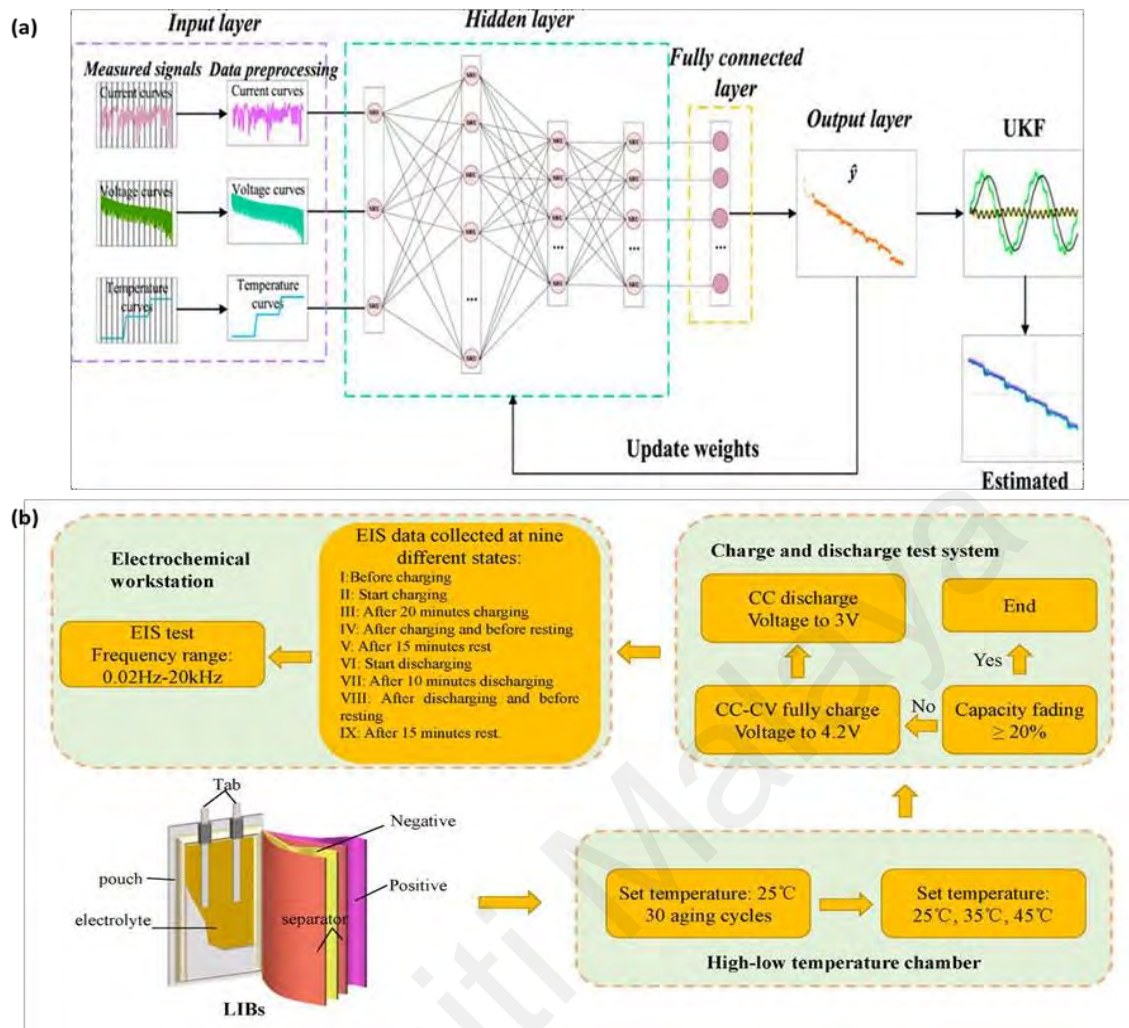 (a)
Input layer
Hidden layer
Measured signals
Data preprocessing
Fully connected
layer
Current curves
Current curves
Output layer
UKF
ŷ
Voltage curves
Voltage curves
Temperature
curves
Temperature
curves
...
...
...
...
Update weights
Estimated
(b)
Electrochemical
workstation
EIS test
Frequency range:
0.02Hz-20kHz
EIS data collected at nine
different states:
I:Before charging
II: Start charging
III: After 20 minutes charging
IV: After charging and before resting
V: After 15 minutes rest
VI: Start discharging
VII: After 10 minutes discharging
VIII: After discharging and before
resting
IX: After 15 minutes rest.
Charge and discharge test system
CC discharge
Voltage to 3V
End
Yes
No
CC-CV fully charge
Voltage to 4.2V
Capacity fading
≥ 20%
Tab
Negative
pouch
Positive
electrolyte
separator
LIBs
Set temperature: 25℃
30 aging cycles
Set temperature:
25℃, 35℃, 45℃
High-low temperature chamber
iti Malaya